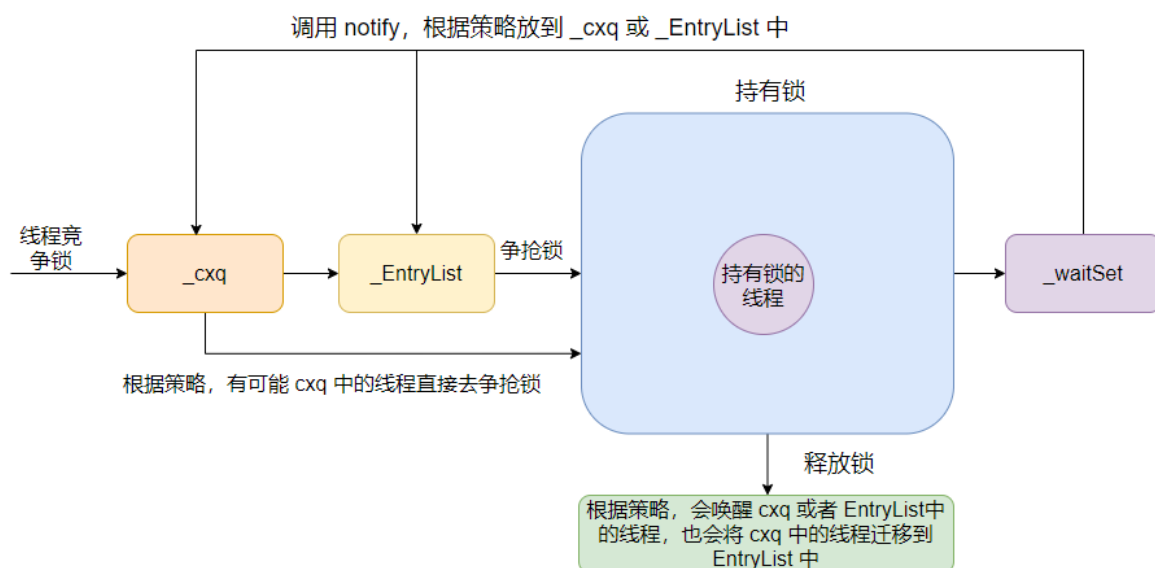 调用 notify，根据策略放到 _cxq 或 _EntryList 中
持有锁
线程竞
争锁
_cxq
_EntryList
争抢锁
持有锁的
线程
_waitSet
根据策略，有可能 cxq 中的线程直接去争抢锁
释放锁
根据策略，会唤醒 cxq 或者 EntryList中
的线程，也会将 cxq 中的线程迁移到
EntryList 中